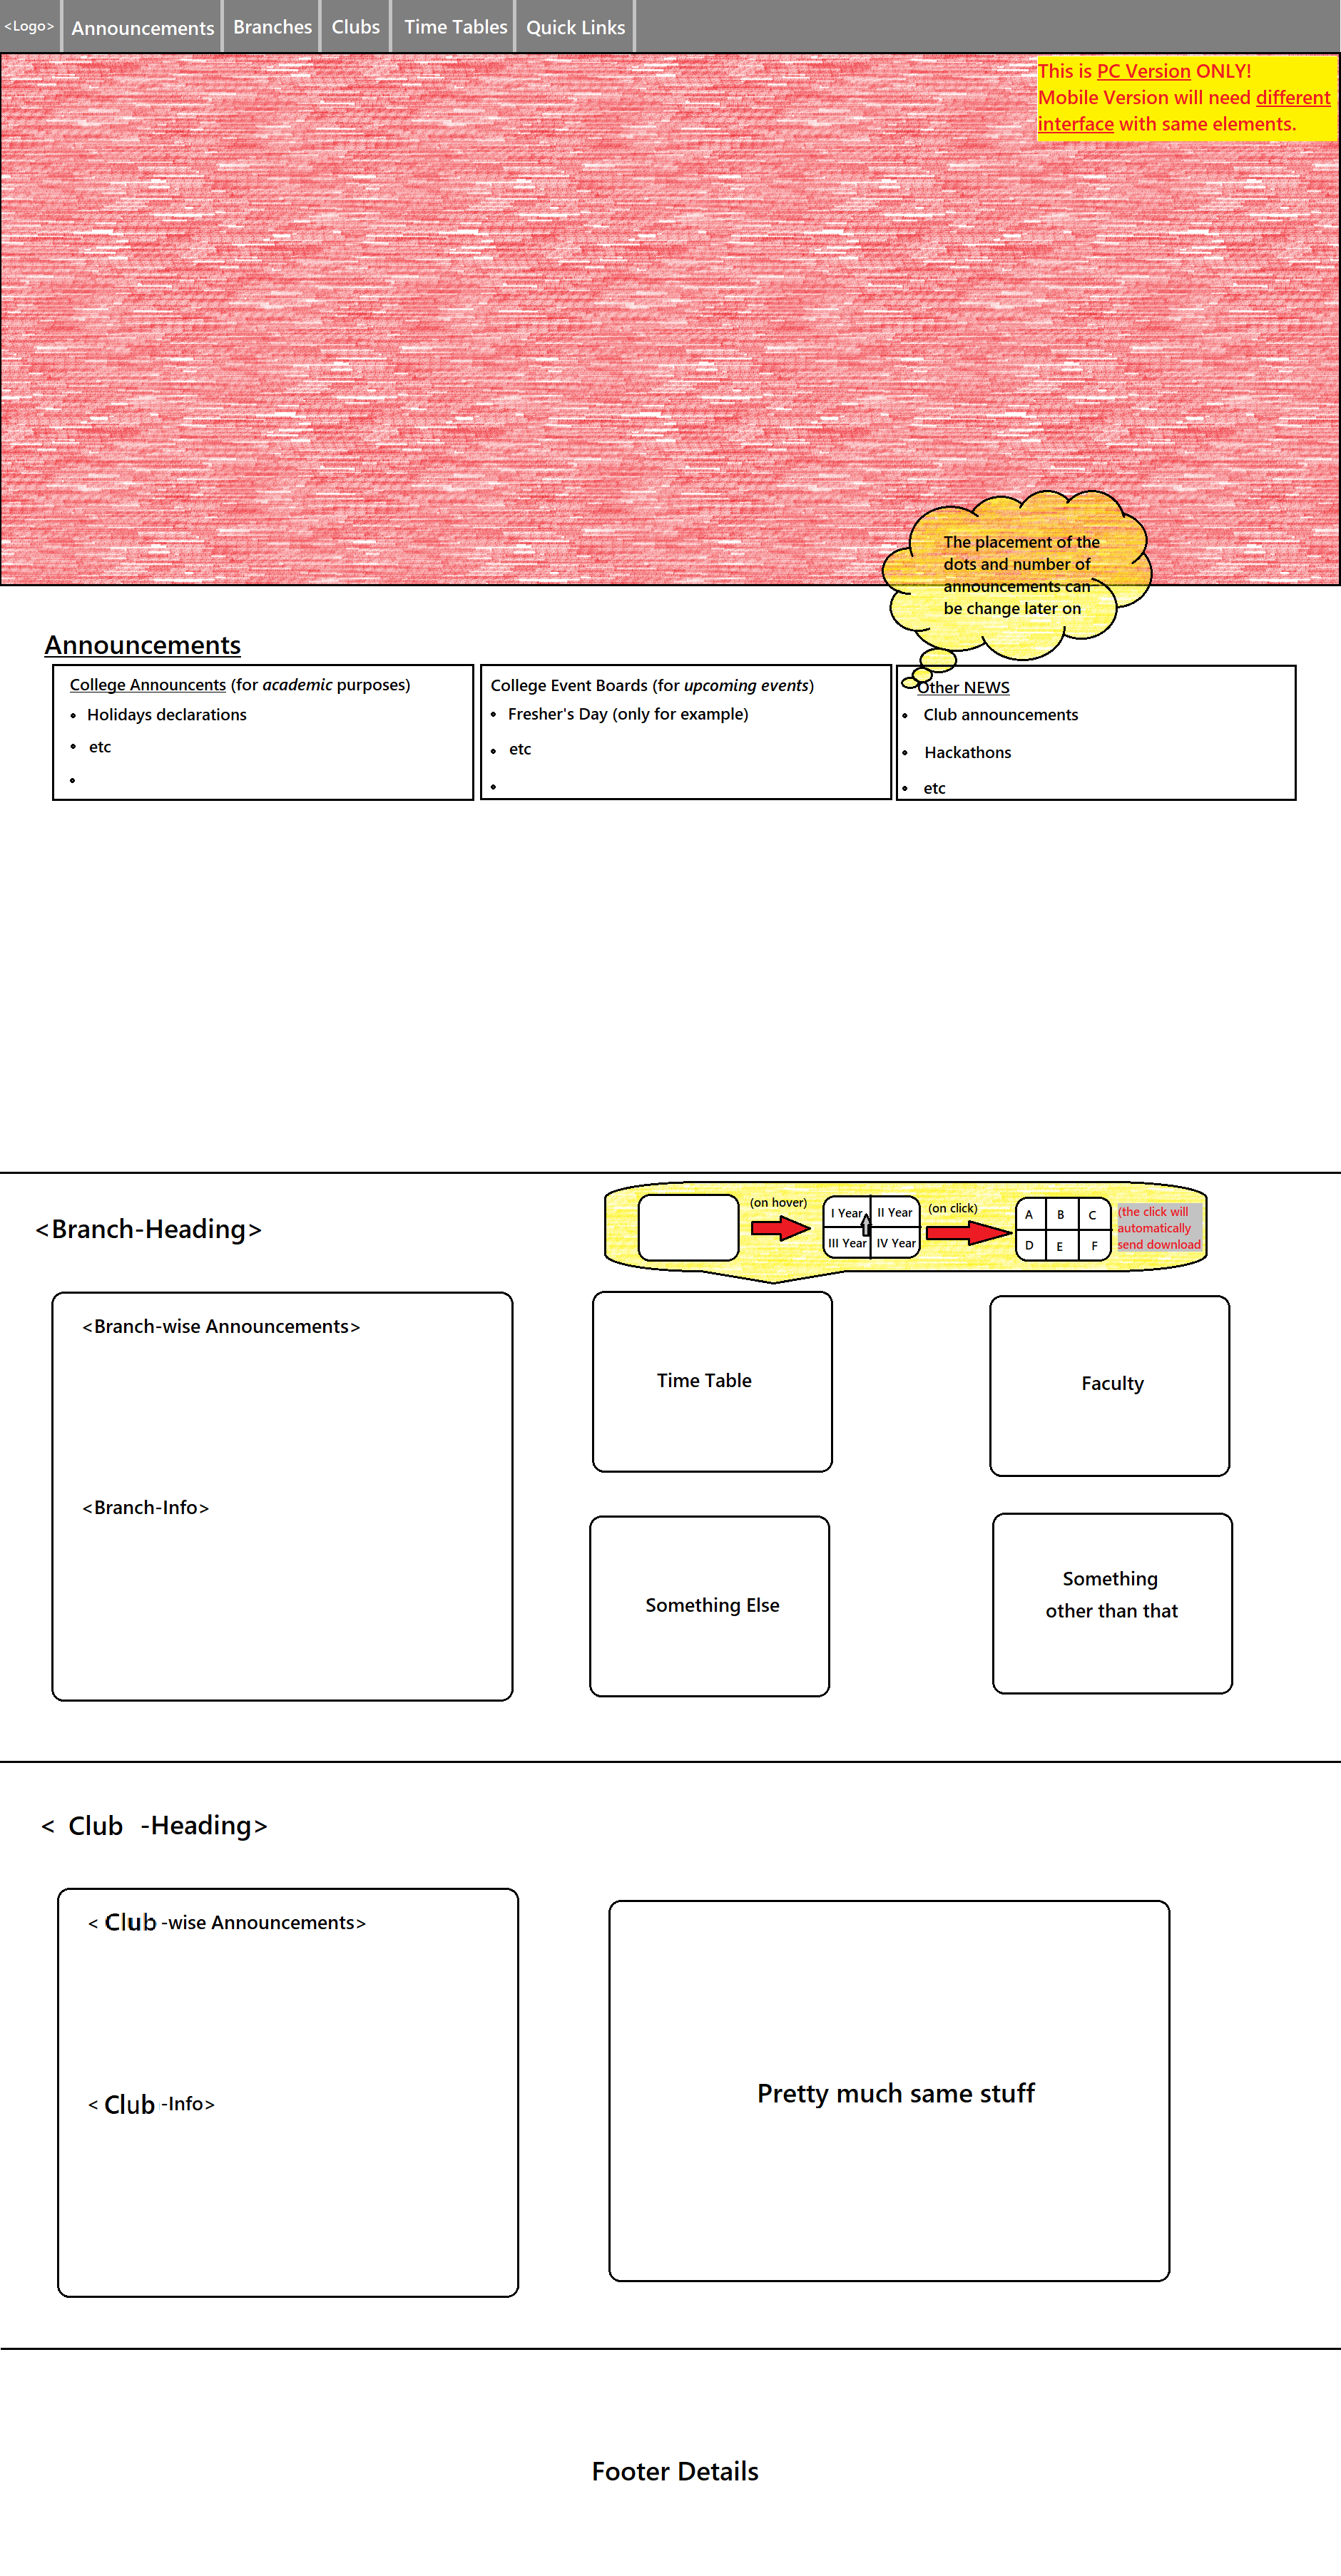 <Logo>
Announcements
Branches
Clubs
Time Tables
Quick Links
This is PC Version ONLY!
Mobile Version will need different
interface with same elements.
The placement of the
dots and number of
announcements can
be change later on
Announcements
College Announcents (for academic purposes)
• Holidays declarations
• etc
•
College Event Boards (for upcoming events)
• Fresher's Day (only for example)
• etc
•
Other NEWS
• Club announcements
• Hackathons
• etc
<Branch-Heading>
(on hover)
I Year
II Year
III Year
IV Year
(on click)
A B C
D E F
(the click will
automatically
send download
<Branch-wise Announcements>
<Branch-Info>
Time Table
Faculty
Something Else
Something
other than that
< Club -Heading>
< Club -wise Announcements>
< Club -Info>
Pretty much same stuff
Footer Details